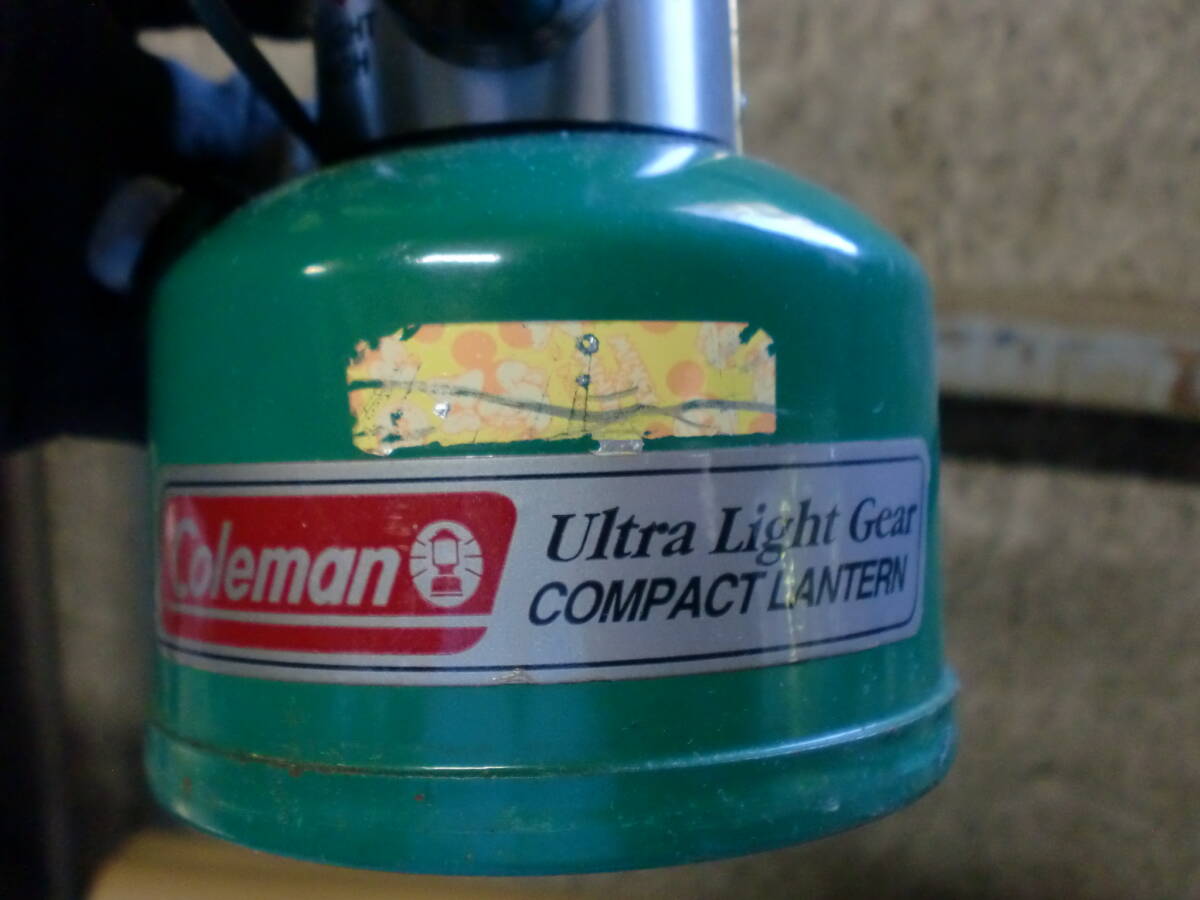 Coleman
Ultra Light Gear
COMPACT LANTERN